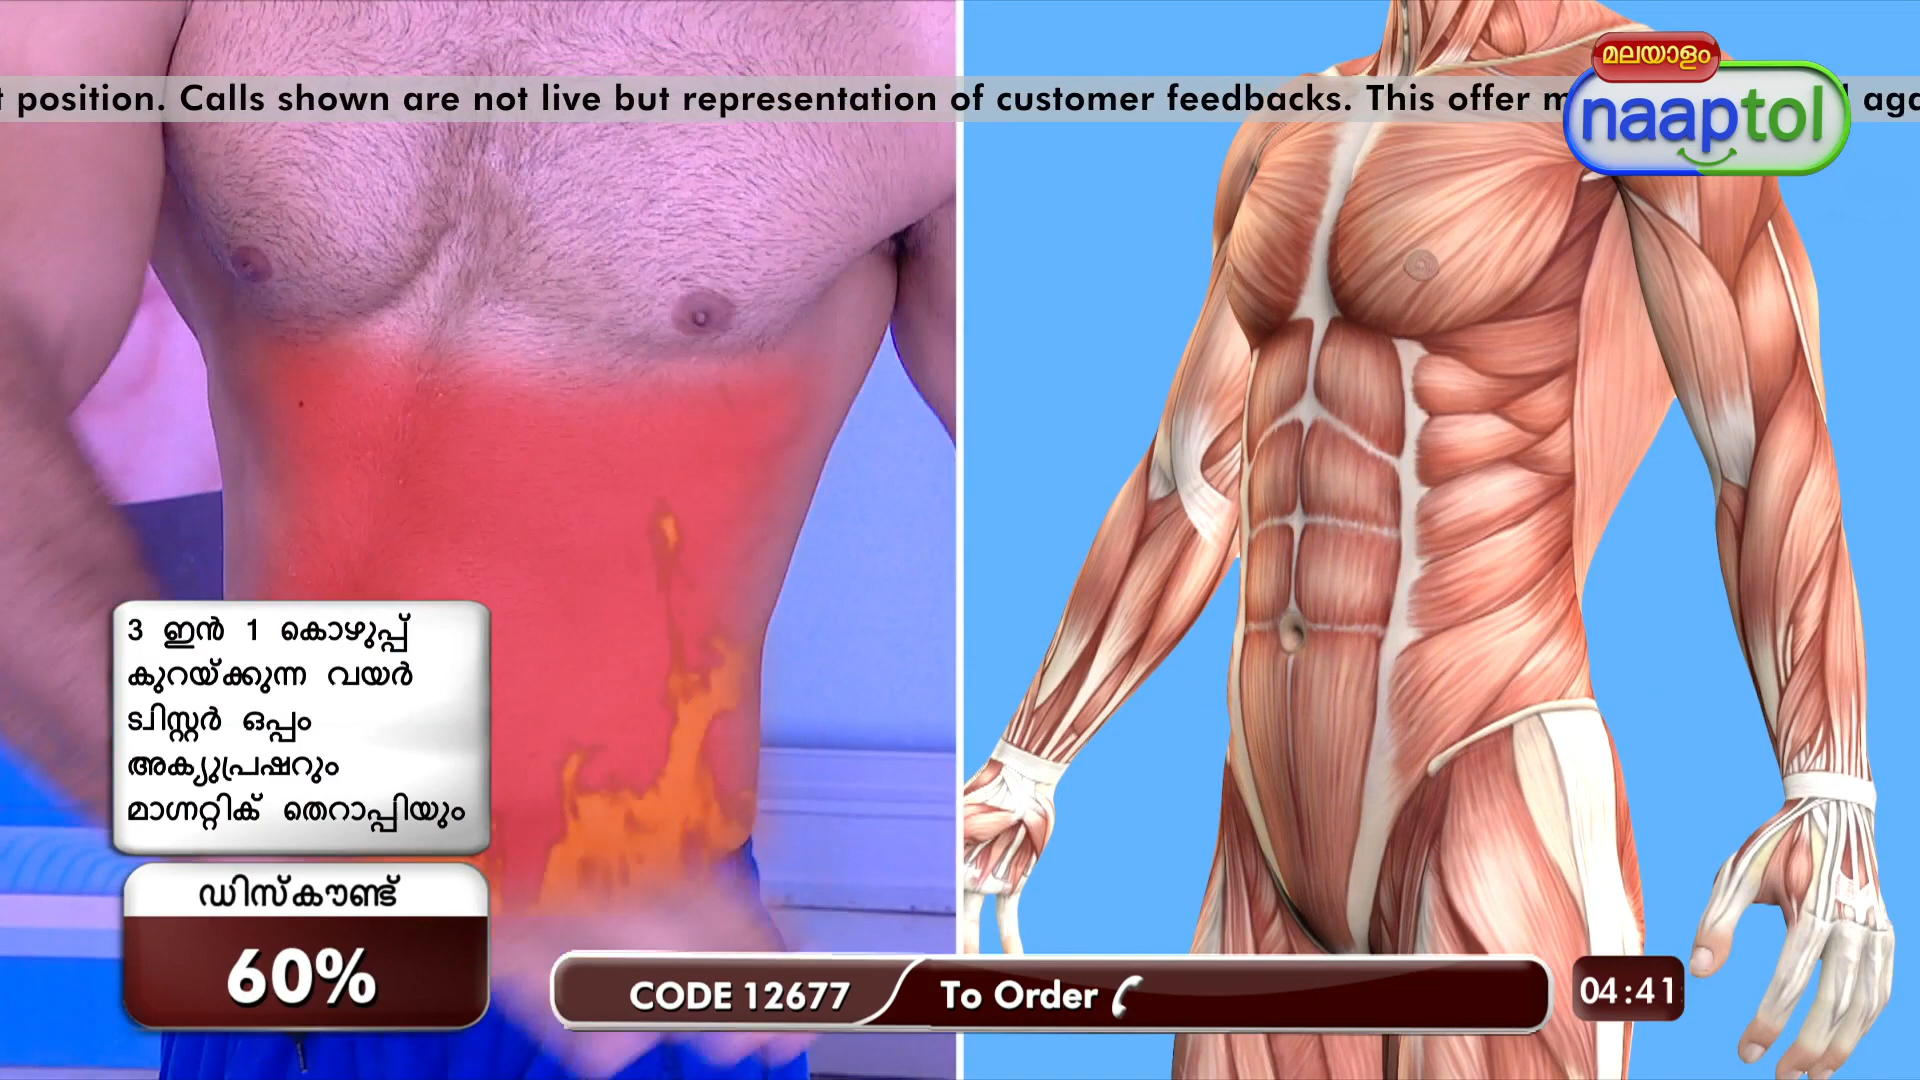 മലയാളം
naaptol
t position. Calls shown are not live but representation of customer feedbacks. This offer m
3 ഇൻ 1 കൊഴുപ്പ്
കുറയ്ക്കുന്ന വയർ
ട്വിസ്റ്റർ ഒപ്പം
അക്യുപ്രഷറും
മാഗ്നറ്റിക് തെറാപ്പിയും
ഡിസ്കൗണ്ട്
60%
CODE 12677
To Order
04:41